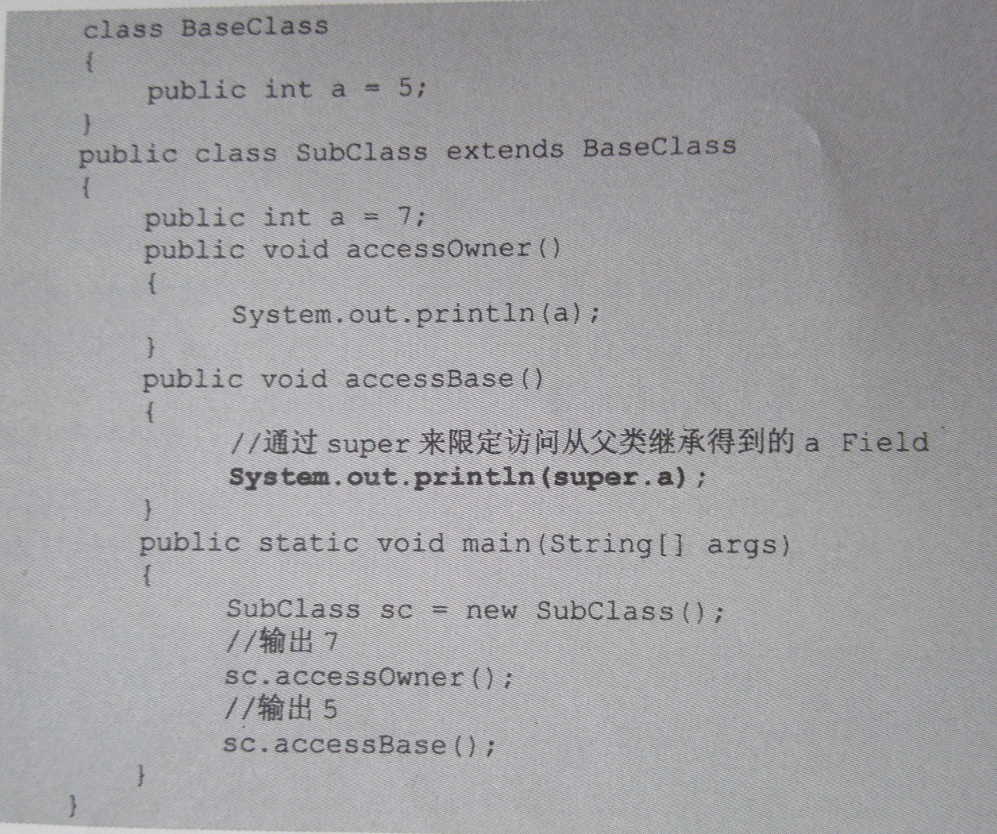 class BaseClass
{
public int a = 5;
}
public class SubClass extends BaseClass
{
public int a = 7;
public void accessOwner()
{
System.out.println(a);
}
public void accessBase()
{
//通过 super 来限定访问从父类继承得到的 a Field
System.out.println(super.a);
}
public static void main(String[] args)
{
SubClass sc = new SubClass();
//输出 7
sc.accessOwner();
//输出 5
sc.accessBase();
}
}